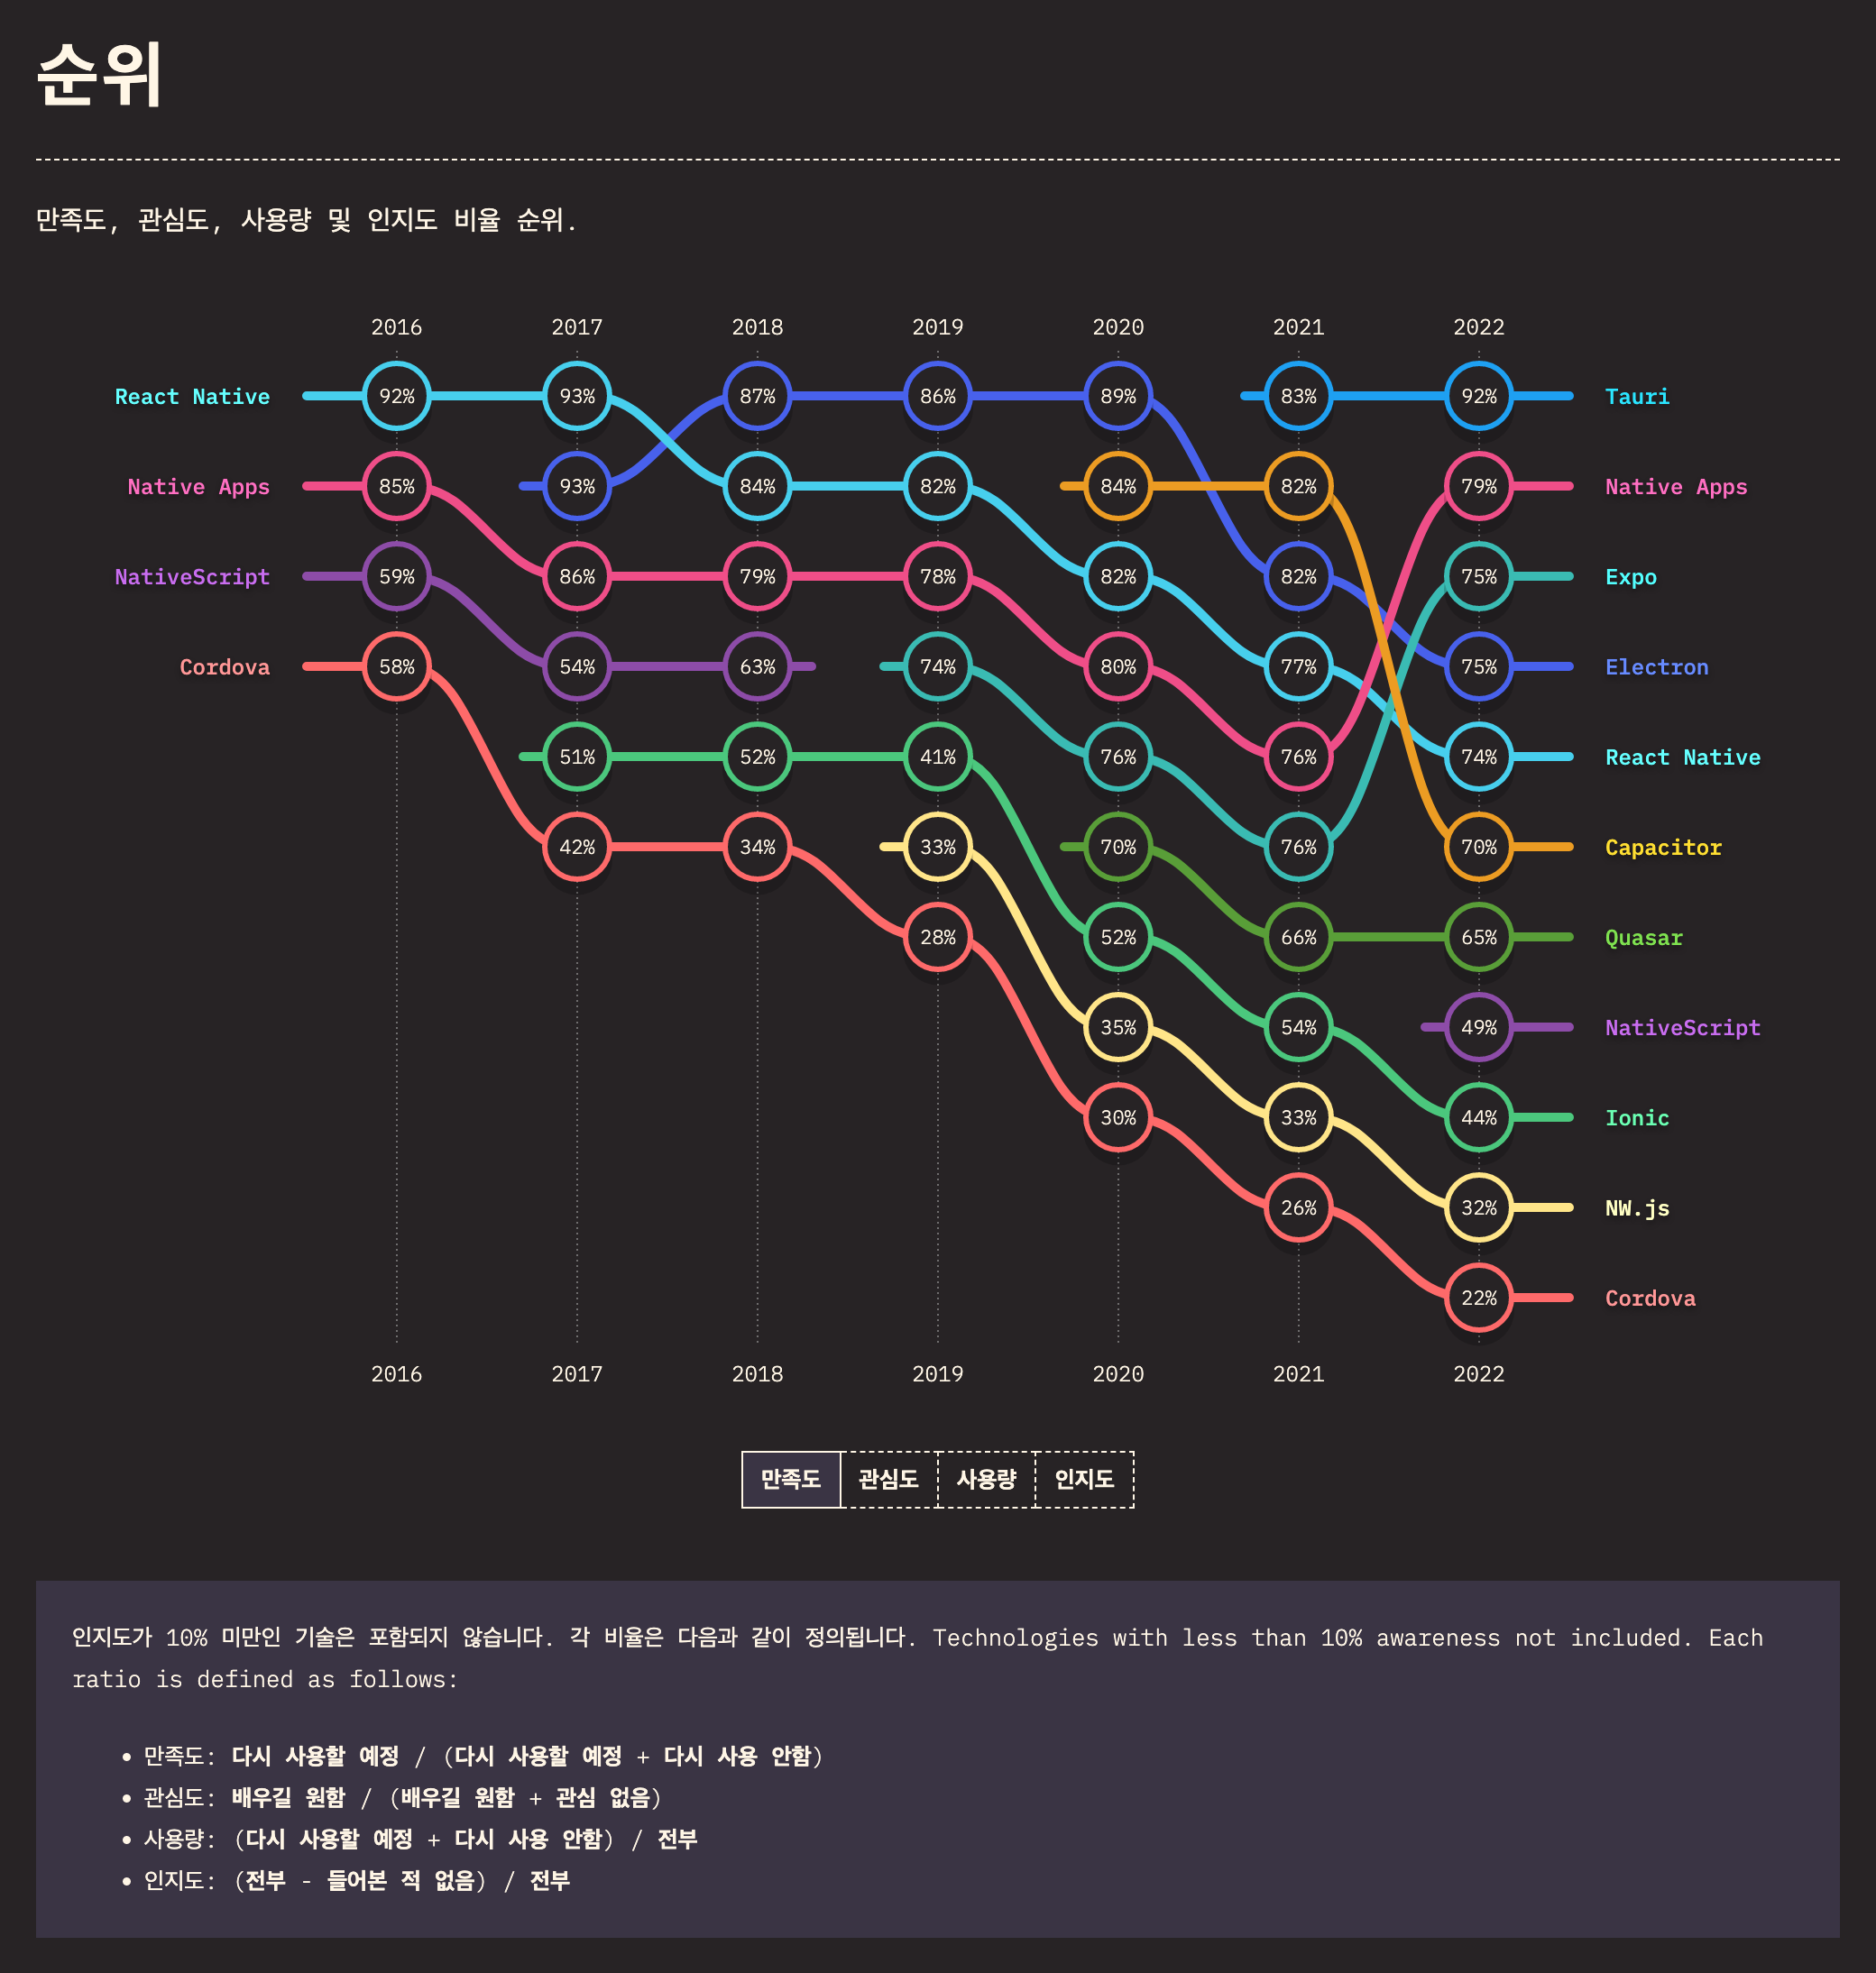 순위
만족도, 관심도, 사용량 및 인지도 비율 순위.
2016 2017 2018 2019 2020 2021 2022
React Native 92% 93% 87% 86% 89% 83% 92% Tauri
Native Apps 85% 93% 84% 82% 84% 82% 79% Native Apps
NativeScript 59% 86% 79% 78% 82% 82% 75% Expo
Cordova 58% 54% 63% 74% 80% 77% 75% Electron
51% 52% 41% 76% 76% 74% React Native
42% 34% 33% 70% 76% 70% Capacitor
28% 52% 66% 65% Quasar
35% 54% 49% NativeScript
30% 33% 44% Ionic
26% 32% NW.js
22% Cordova
2016 2017 2018 2019 2020 2021 2022
만족도 관심도 사용량 인지도
인지도가 10% 미만인 기술은 포함되지 않습니다. 각 비율은 다음과 같이 정의됩니다. Technologies with less than 10% awareness not included. Each
ratio is defined as follows:
• 만족도: 다시 사용할 예정 / (다시 사용할 예정 + 다시 사용 안함)
• 관심도: 배우길 원함 / (배우길 원함 + 관심 없음)
• 사용량: (다시 사용할 예정 + 다시 사용 안함) / 전부
• 인지도: (전부 - 들어본 적 없음) / 전부